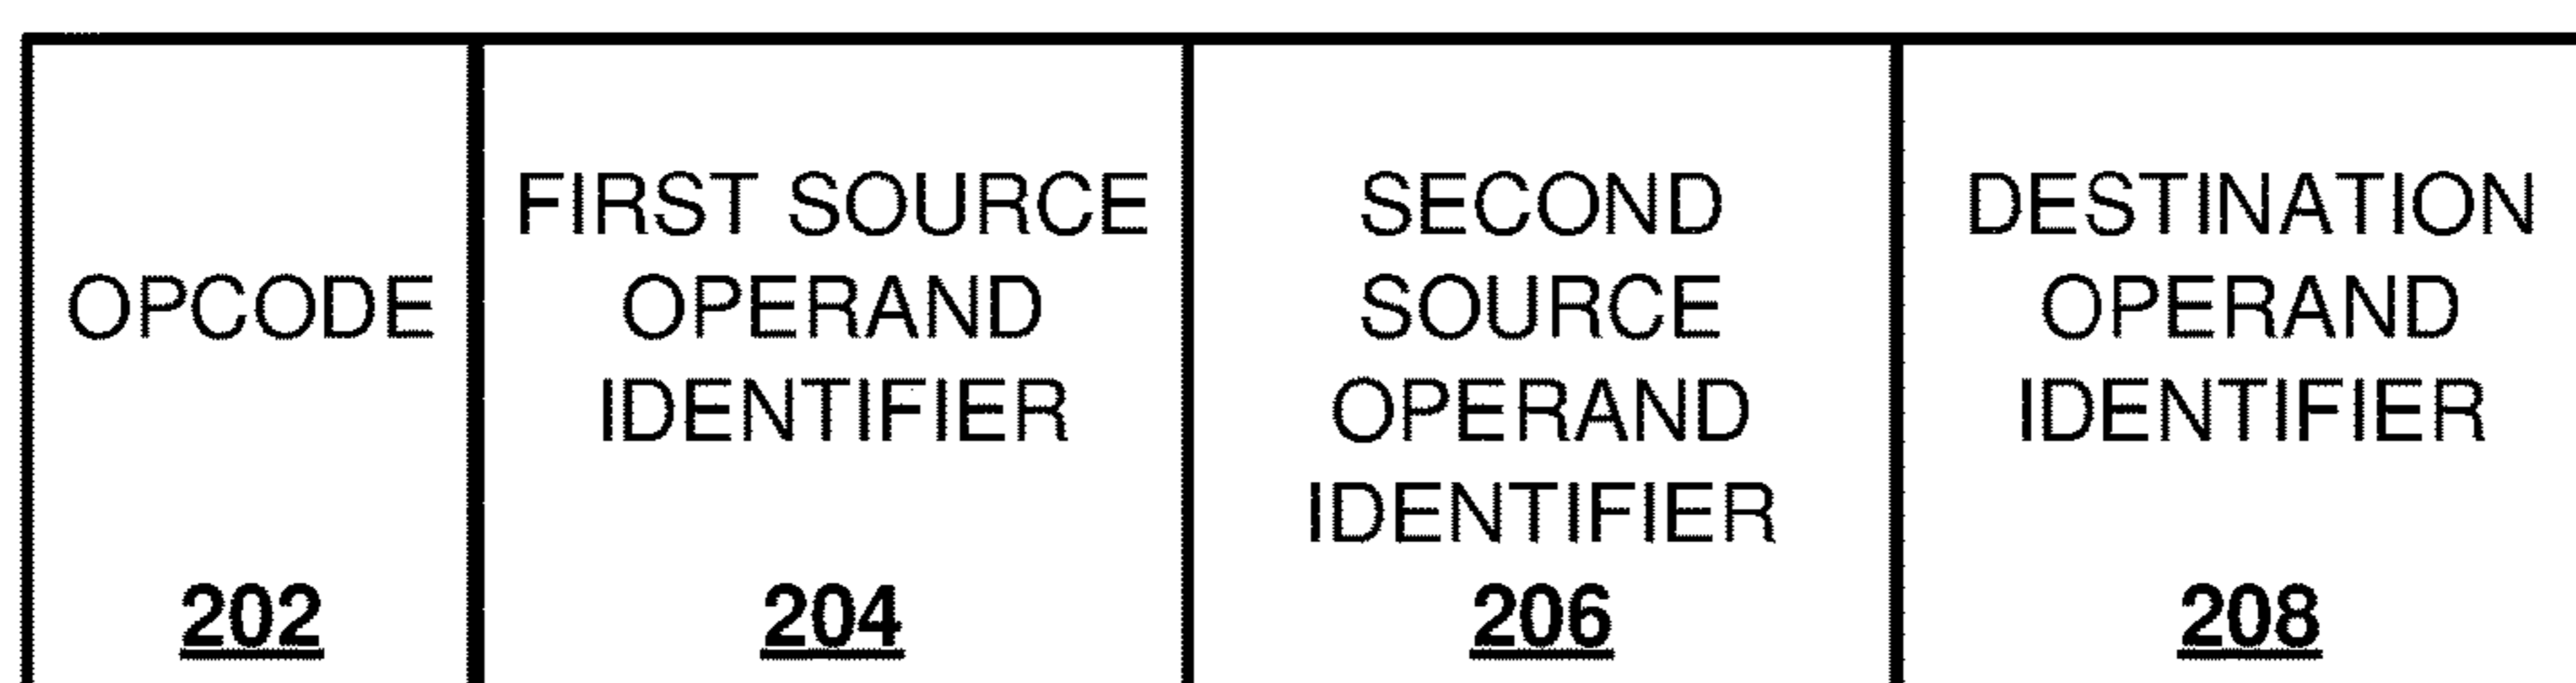 OPCODE
202
FIRST SOURCE
OPERAND
IDENTIFIER
204
SECOND
SOURCE
OPERAND
IDENTIFIER
206
DESTINATION
OPERAND
IDENTIFIER
208